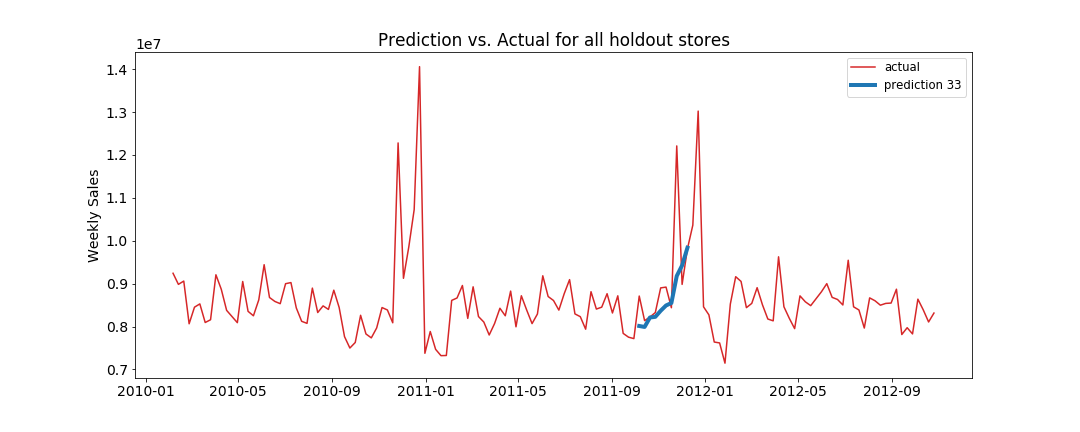 Prediction vs. Actual for all holdout stores
1e7
actual
prediction 33
Weekly Sales
1.4
1.3
1.2
1.1
1.0
0.9
0.8
0.7
2010-01 2010-05 2010-09 2011-01 2011-05 2011-09 2012-01 2012-05 2012-09